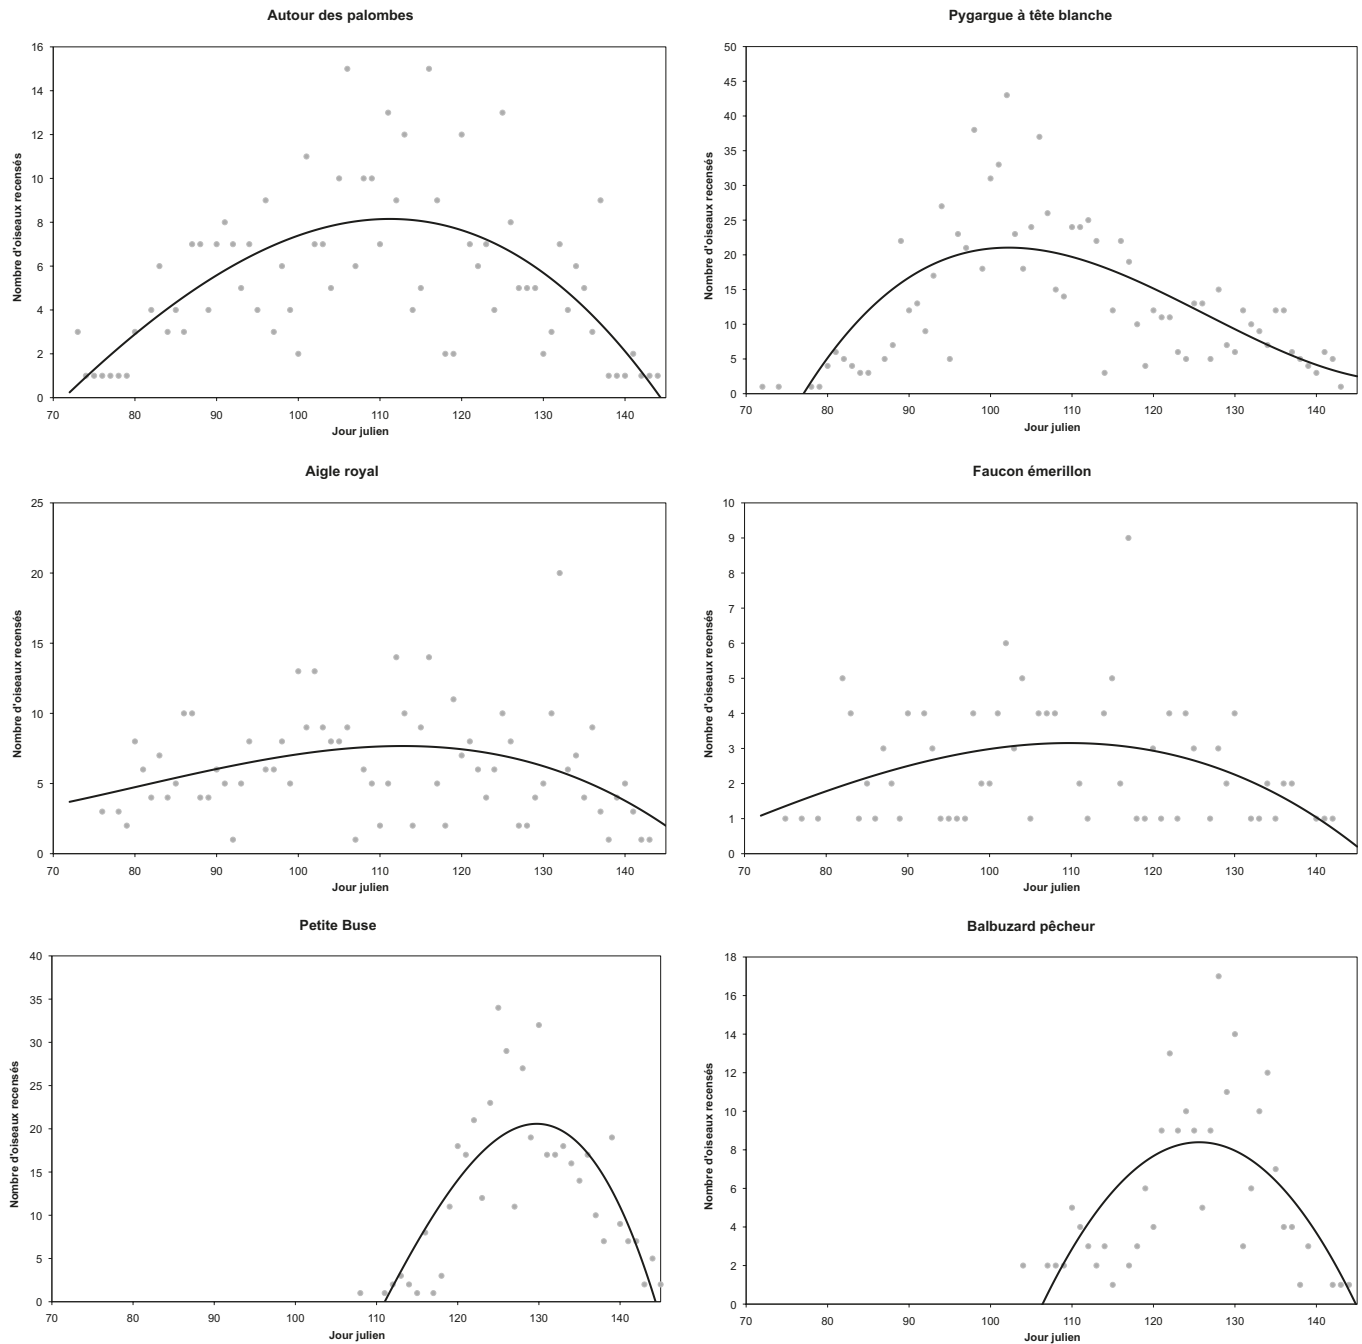 Autour des palombes
Nombre d'oiseaux recensés
16
14
12
10
8
6
4
2
0
70 80 90 100 110 120 130 140
Jour julien
Pygargue à tête blanche
Nombre d'oiseaux recensés
50
45
40
35
30
25
20
15
10
5
0
70 80 90 100 110 120 130 140
Jour julien
Aigle royal
Nombre d'oiseaux recensés
25
20
15
10
5
0
70 80 90 100 110 120 130 140
Jour julien
Faucon émerillon
Nombre d'oiseaux recensés
10
9
8
7
6
5
4
3
2
1
0
70 80 90 100 110 120 130 140
Jour julien
Petite Buse
Nombre d'oiseaux recensés
40
35
30
25
20
15
10
5
0
70 80 90 100 110 120 130 140
Jour julien
Balbuzard pêcheur
Nombre d'oiseaux recensés
18
16
14
12
10
8
6
4
2
0
70 80 90 100 110 120 130 140
Jour julien